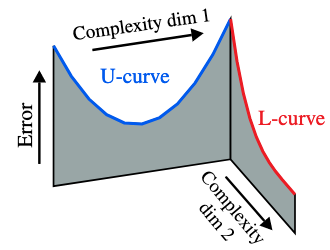 Complexity dim 1
U-curve
Error
L-curve
Complexity
dim 2